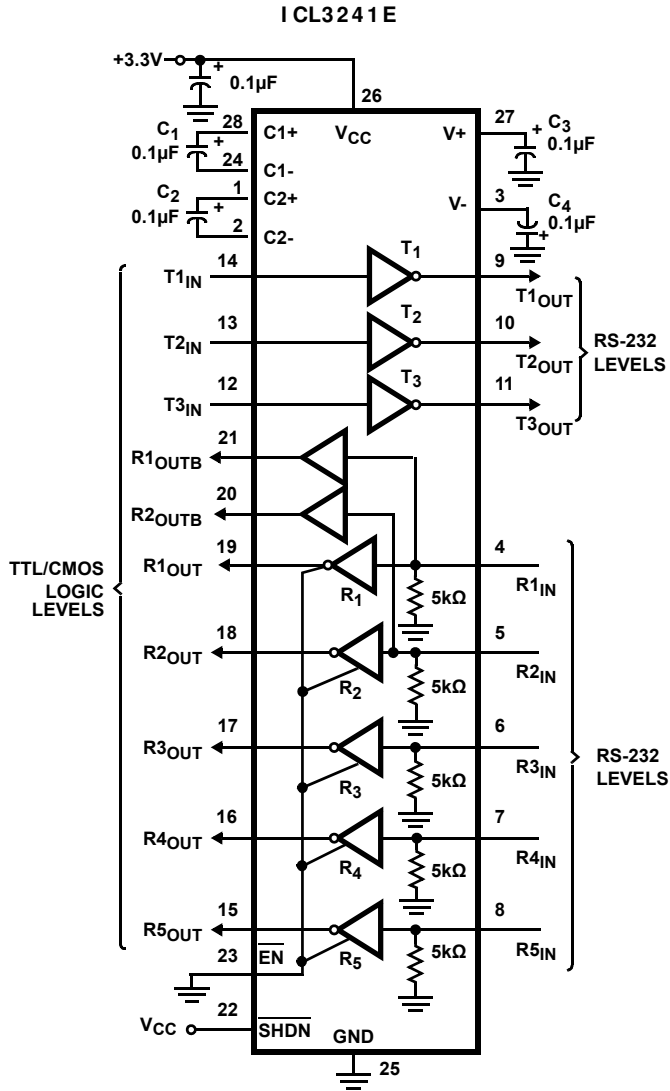 ICL3241E
+3.3V
+
0.1µF
26
28
C1+
VCC
V+
27
+
C3
0.1µF
C1
0.1µF
+
24
C1-
C2
0.1µF
+
1
C2+
2
C2-
V-
3
C4
0.1µF
+
T1IN
14
T1
9
T1OUT
T2IN
13
T2
10
T2OUT
RS-232
LEVELS
T3IN
12
T3
11
T3OUT
R1OUTB
21
R2OUTB
20
TTL/CMOS
LOGIC
LEVELS
R1OUT
19
R1
5kΩ
4
R1IN
R2OUT
18
R2
5kΩ
5
R2IN
R3OUT
17
R3
5kΩ
6
R3IN
RS-232
LEVELS
R4OUT
16
R4
5kΩ
7
R4IN
R5OUT
15
R5
5kΩ
8
R5IN
23
EN
VCC
22
SHDN
GND
25